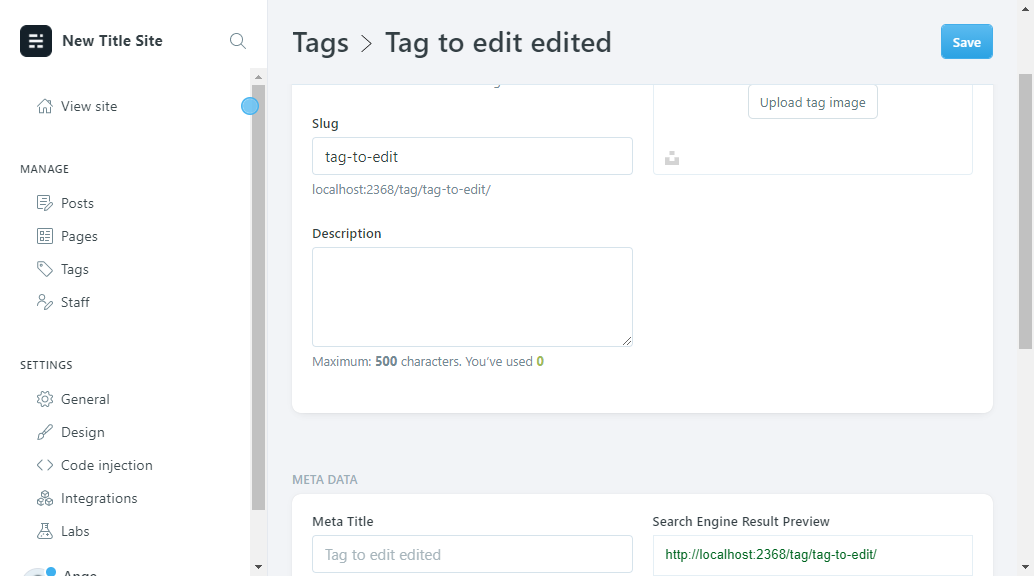 New Title Site
View site
MANAGE
Posts
Pages
Tags
Staff
SETTINGS
General
Design
Code injection
Integrations
Labs
Tags > Tag to edit edited
Save
Upload tag image
Slug
tag-to-edit
localhost:2368/tag/tag-to-edit/
Description
Maximum: 500 characters. You’ve used 0
META DATA
Meta Title
Tag to edit edited
Search Engine Result Preview
http://localhost:2368/tag/tag-to-edit/